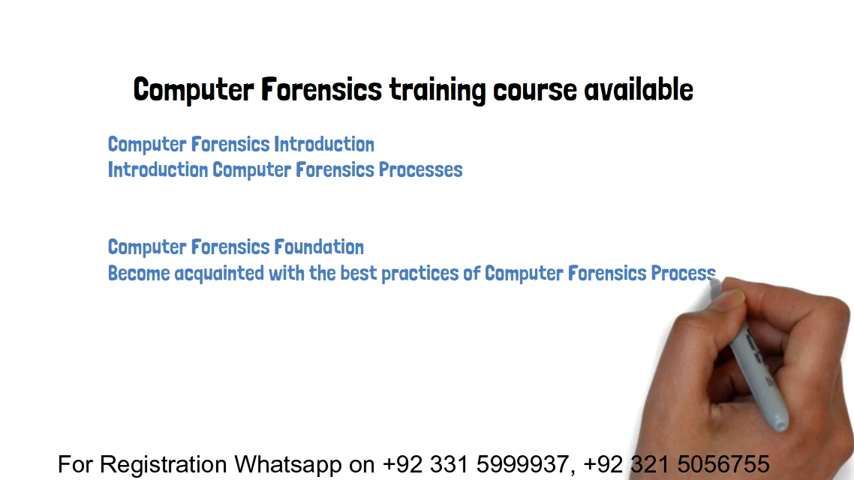 Computer Forensics training course available
Computer Forensics Introduction
Introduction Computer Forensics Processes
Computer Forensics Foundation
Become acquainted with the best practices of Computer Forensics Process
For Registration Whatsapp on +92 331 5999937, +92 321 5056755